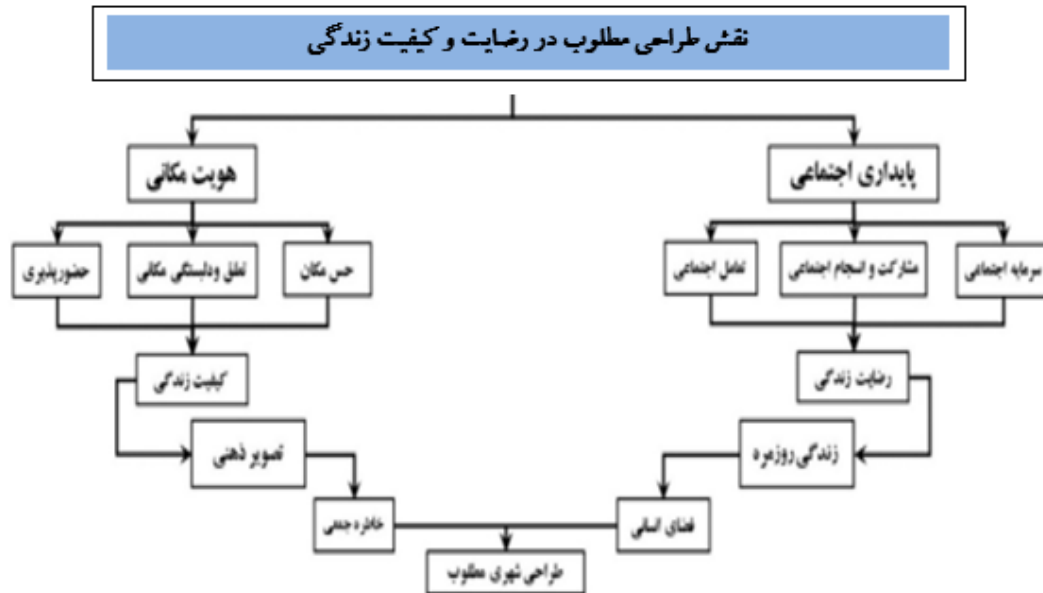 نقش طراحی مطلوب در رضایت و کیفیت زندگی
پایداری اجتماعی
هویت مکانی
سرمایه اجتماعی
مشارکت و انسجام اجتماعی
تعامل اجتماعی
حس مکان
تعلق ودلبستگی مکانی
حضورپذیری
رضایت زندگی
کیفیت زندگی
زندگی روزمره
تصویر ذهنی
فضای انسانی
خاطره جمعی
طراحی شهری مطلوب